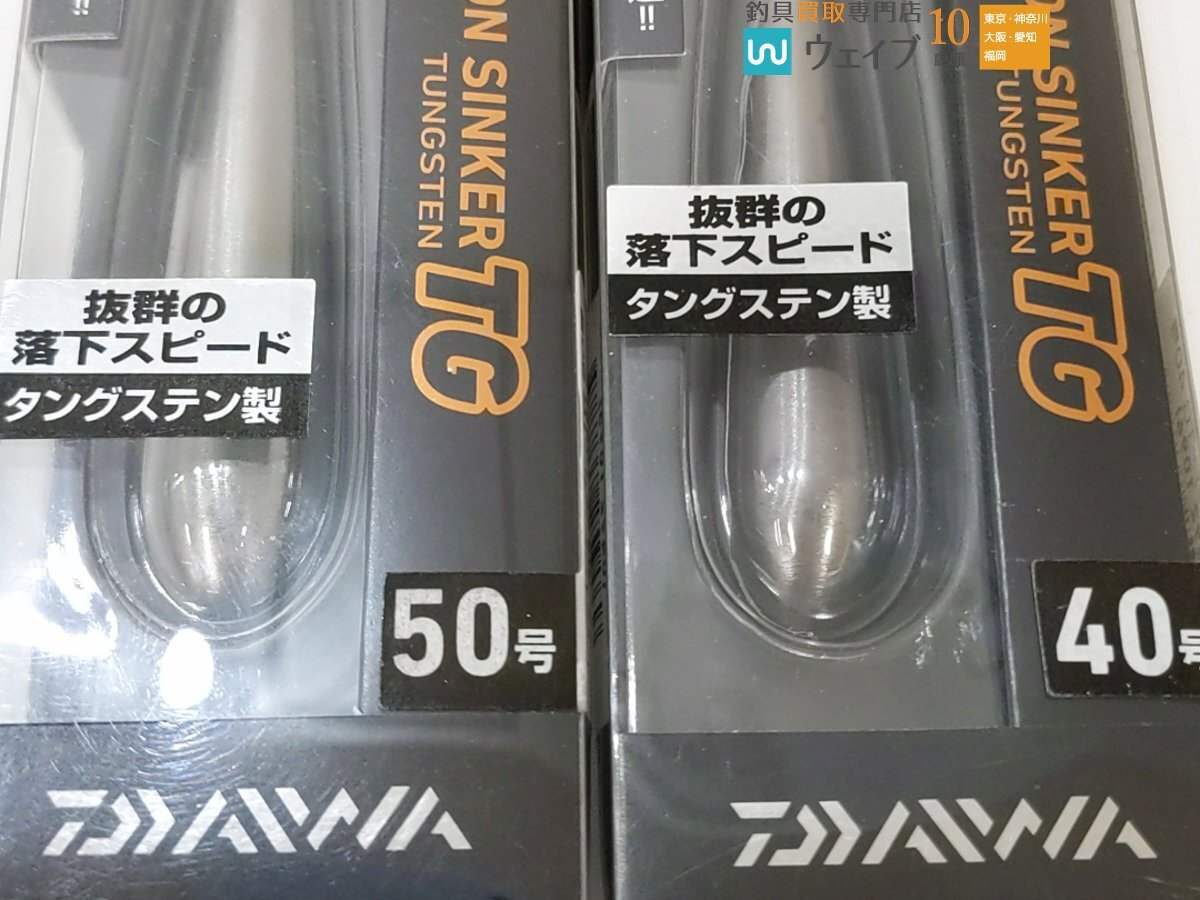 釣具買取専門店
ウェイブ
10
東京・神奈川
大阪・愛知
福岡
!!
ON SINKER
TUNGSTEN
TG
抜群の
落下スピード
タングステン製
50号
DAIWA
!!
ON SINKER
TUNGSTEN
TG
抜群の
落下スピード
タングステン製
40号
DAIWA